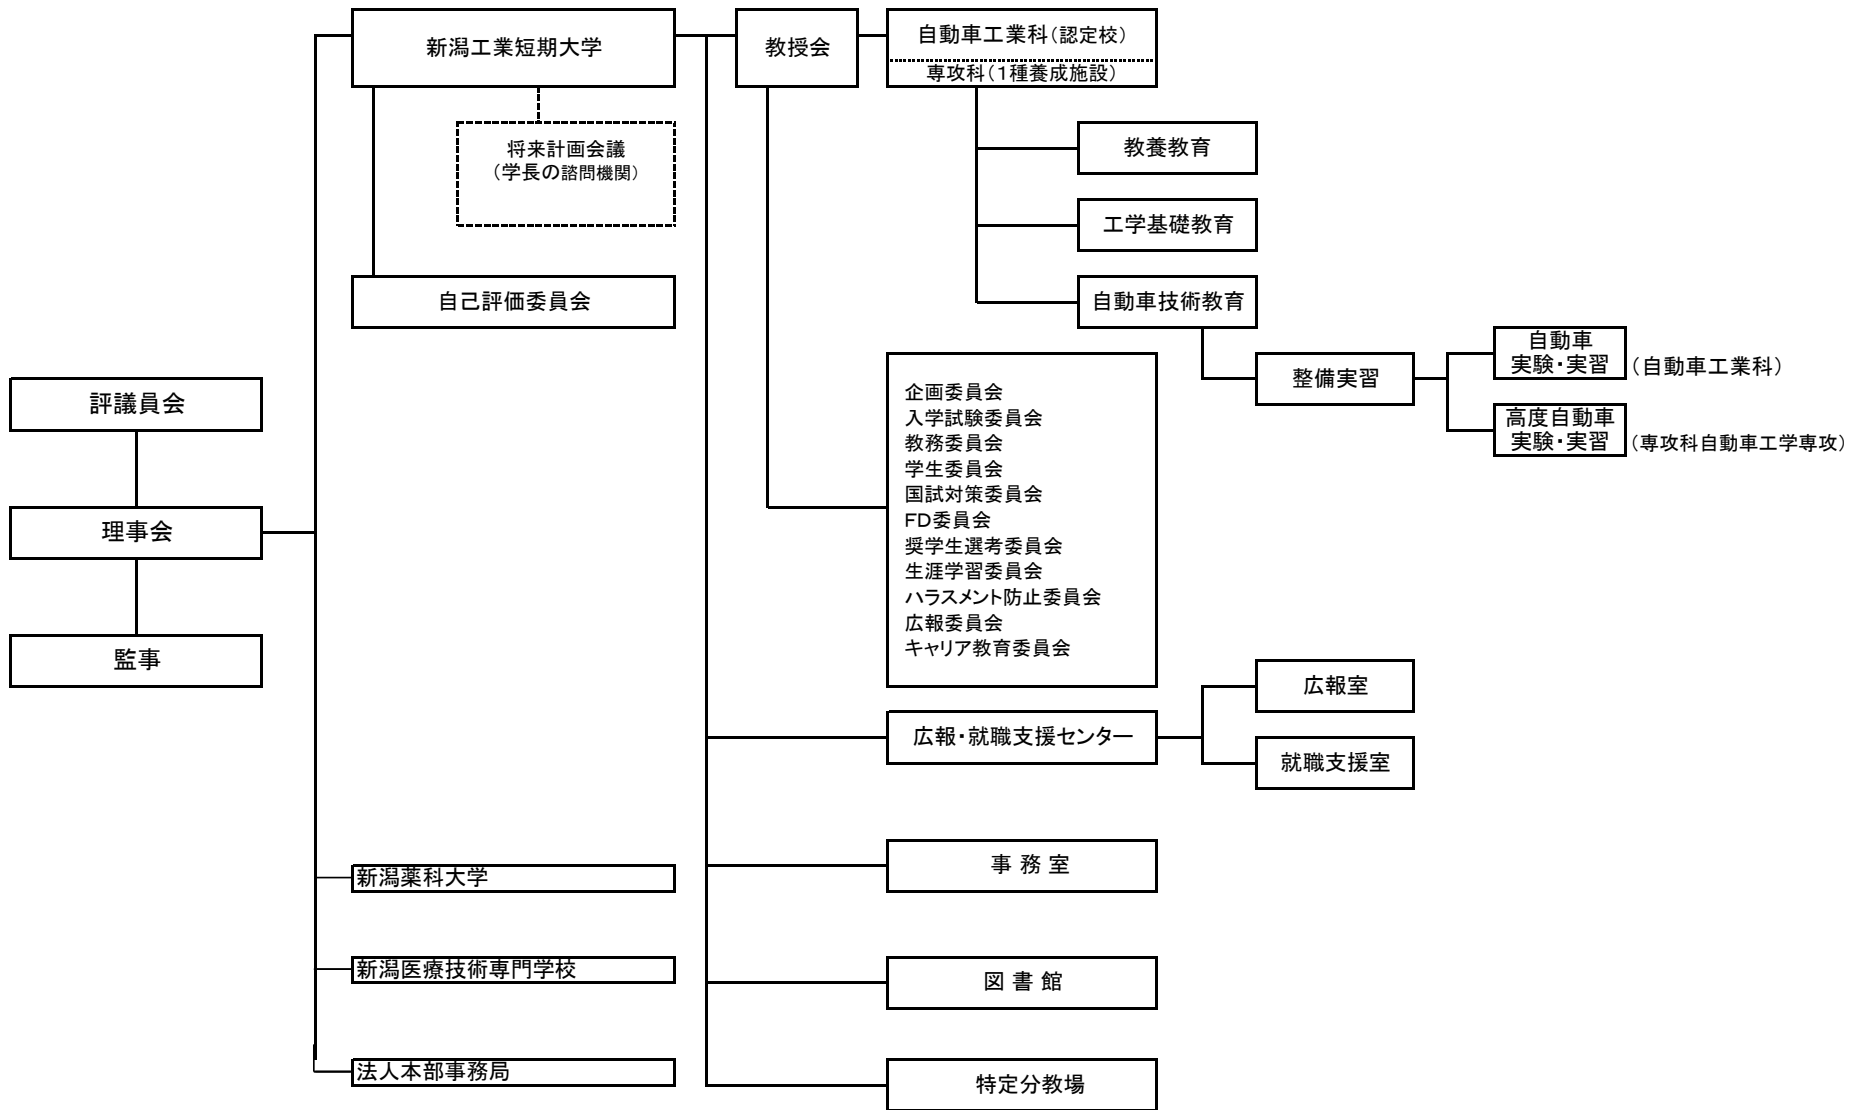 新潟工業短期大学
教授会
自動車工業科(認定校)
専攻科(1種養成施設)
将来計画会議
(学長の諮問機関)
教養教育
工学基礎教育
自己評価委員会
自動車技術教育
整備実習
自動車
実験・実習
(自動車工業科)
高度自動車
実験・実習
(専攻科自動車工学専攻)
評議員会
理事会
監事
企画委員会
入学試験委員会
教務委員会
学生委員会
国試対策委員会
FD委員会
奨学生選考委員会
生涯学習委員会
ハラスメント防止委員会
広報委員会
キャリア教育委員会
広報・就職支援センター
広報室
就職支援室
新潟薬科大学
事 務 室
新潟医療技術専門学校
図 書 館
法人本部事務局
特定分教場